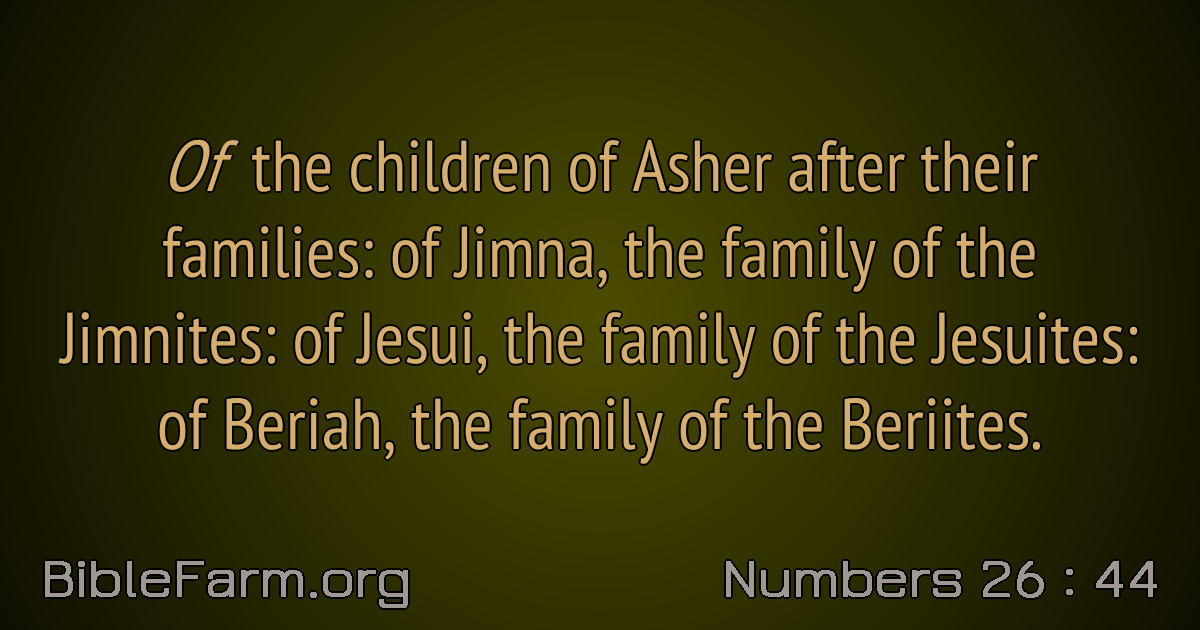 Of the children of Asher after their
families: of Jimna, the family of the
Jimnites: of Jesui, the family of the Jesuites:
of Beriah, the family of the Beriites.
BibleFarm.org
Numbers 26 : 44